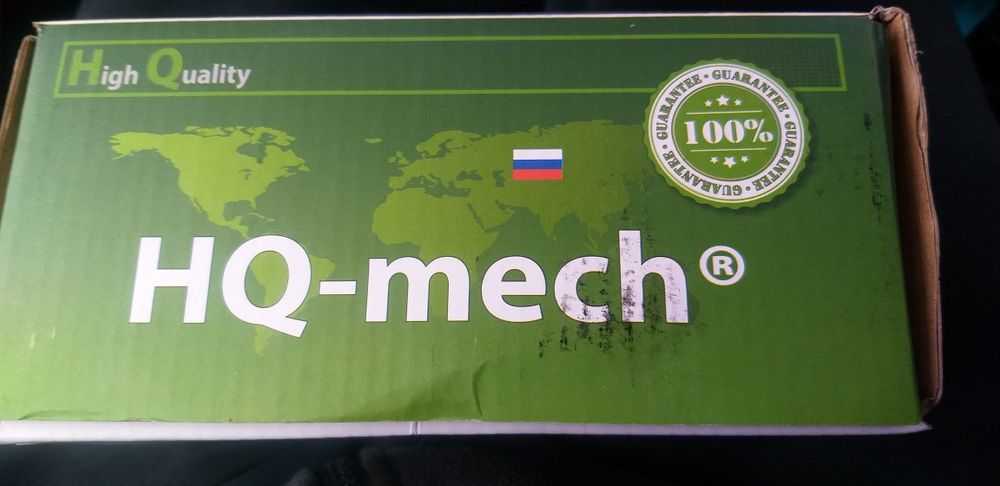 High Quality
GUARANTEE · GUARANTEE · GUARANTEE · GUARANTEE ·
100%
HQ-mech®